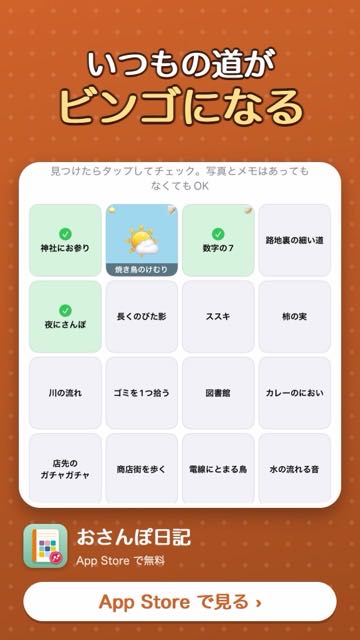 いつもの道が
ビンゴになる
見つけたらタップしてチェック。写真とメモはあっても
なくてもOK
神社にお参り
焼き鳥のけむり
数字の7
路地裏の細い道
夜にさんぽ
長くのびた影
ススキ
柿の実
川の流れ
ゴミを1つ拾う
図書館
カレーのにおい
店先の
ガチャガチャ
商店街を歩く
電線にとまる鳥
水の流れる音
おさんぽ日記
App Store で無料
App Store で見る ›